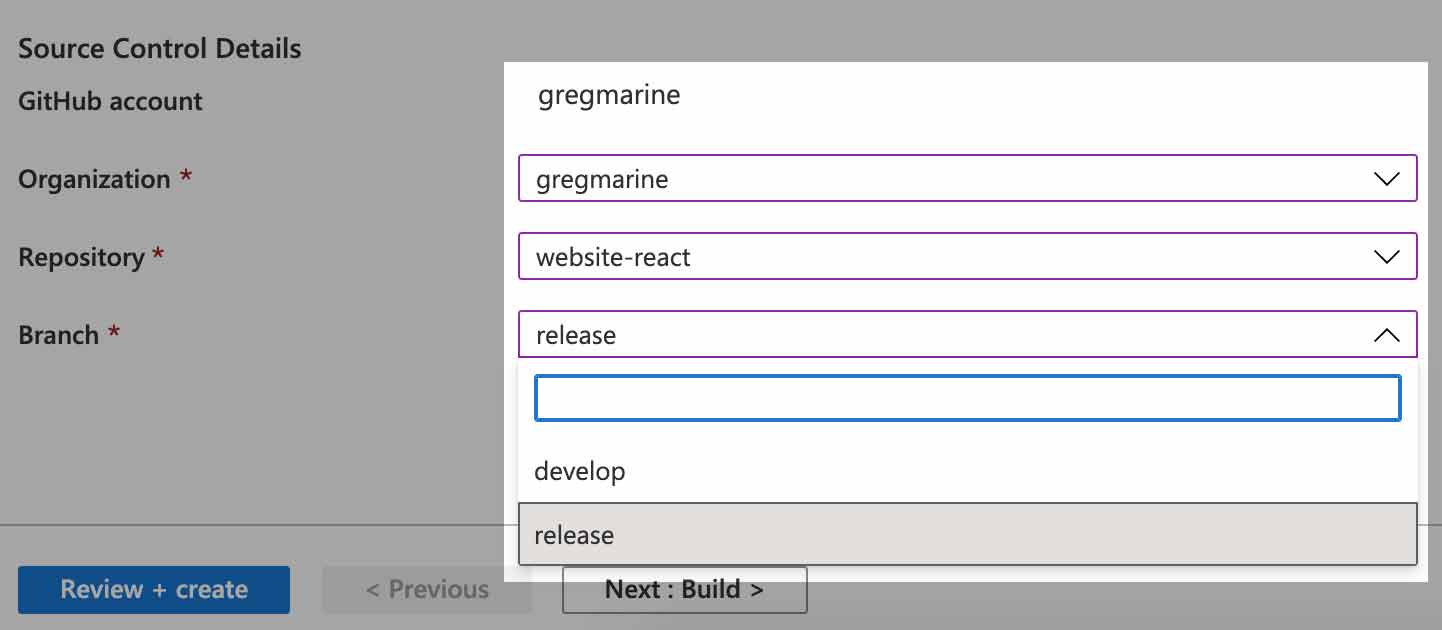 Source Control Details
GitHub account gregmarine
Organization * gregmarine
Repository * website-react
Branch * release
develop
release
Review + create < Previous Next : Build >